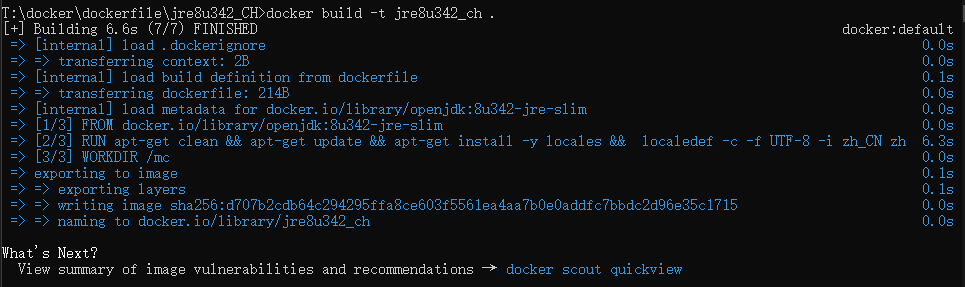 T:\docker\dockerfile\jre8u342_CH>docker build -t jre8u342_ch .
[+] Building 6.6s (7/7) FINISHED docker:default
=> [internal] load .dockerignore 0.0s
=> => transferring context: 2B 0.0s
=> [internal] load build definition from dockerfile 0.1s
=> => transferring dockerfile: 214B 0.0s
=> [internal] load metadata for docker.io/library/openjdk:8u342-jre-slim 0.0s
=> [1/3] FROM docker.io/library/openjdk:8u342-jre-slim 0.0s
=> [2/3] RUN apt-get clean && apt-get update && apt-get install -y locales &&  localedef -c -f UTF-8 -i zh_CN zh 6.3s
=> [3/3] WORKDIR /mc 0.0s
=> exporting to image 0.1s
=> => exporting layers 0.1s
=> => writing image sha256:d707b2cdb64c294295ffa8ce603f5561ea4aa7b0e0addfc7bbdc2d96e35c1715 0.0s
=> => naming to docker.io/library/jre8u342_ch 0.0s
What's Next?
View summary of image vulnerabilities and recommendations → docker scout quickview